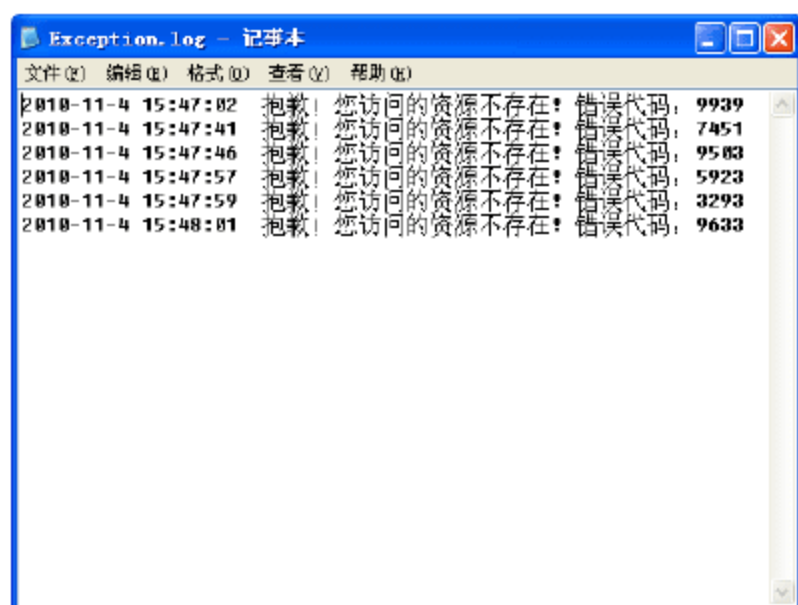 Exception.log - 记事本
文件(F) 编辑(E) 格式(O) 查看(V) 帮助(H)
2010-11-4 15:47:02 抱歉！您访问的资源不存在! 错误代码：9939
2010-11-4 15:47:41 抱歉！您访问的资源不存在! 错误代码：7451
2010-11-4 15:47:46 抱歉！您访问的资源不存在! 错误代码：9503
2010-11-4 15:47:57 抱歉！您访问的资源不存在! 错误代码：5923
2010-11-4 15:47:59 抱歉！您访问的资源不存在! 错误代码：3293
2010-11-4 15:48:01 抱歉！您访问的资源不存在! 错误代码：9633